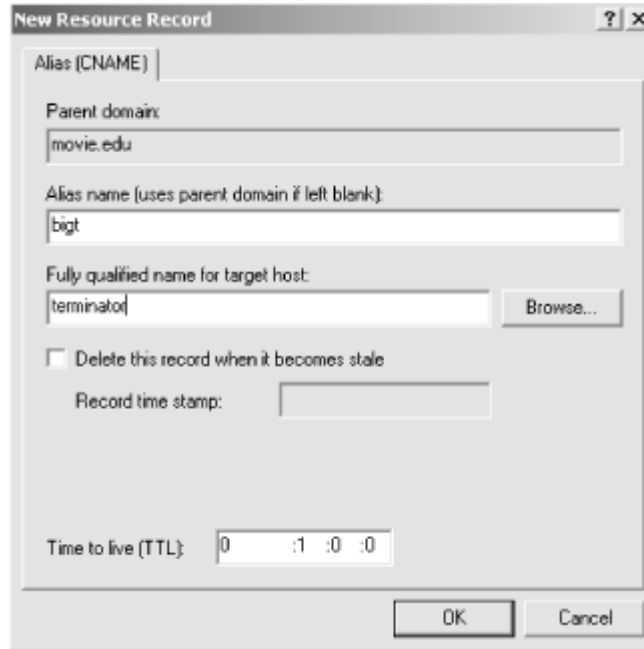 New Resource Record
Alias (CNAME)
Parent domain:
movie.edu
Alias name (uses parent domain if left blank):
bigt
Fully qualified name for target host:
terminator
Browse...
Delete this record when it becomes stale
Record time stamp:
Time to live (TTL): 0 :1 :0 :0
OK Cancel